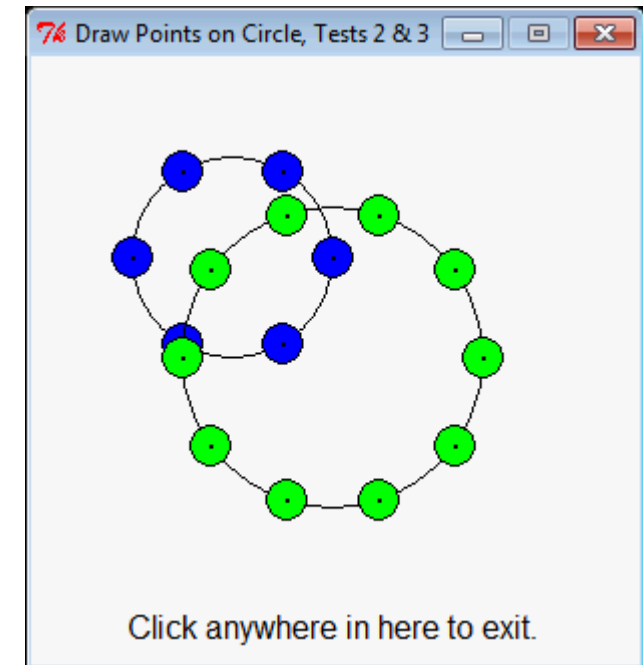 Draw Points on Circle, Tests 2 & 3
Click anywhere in here to exit.